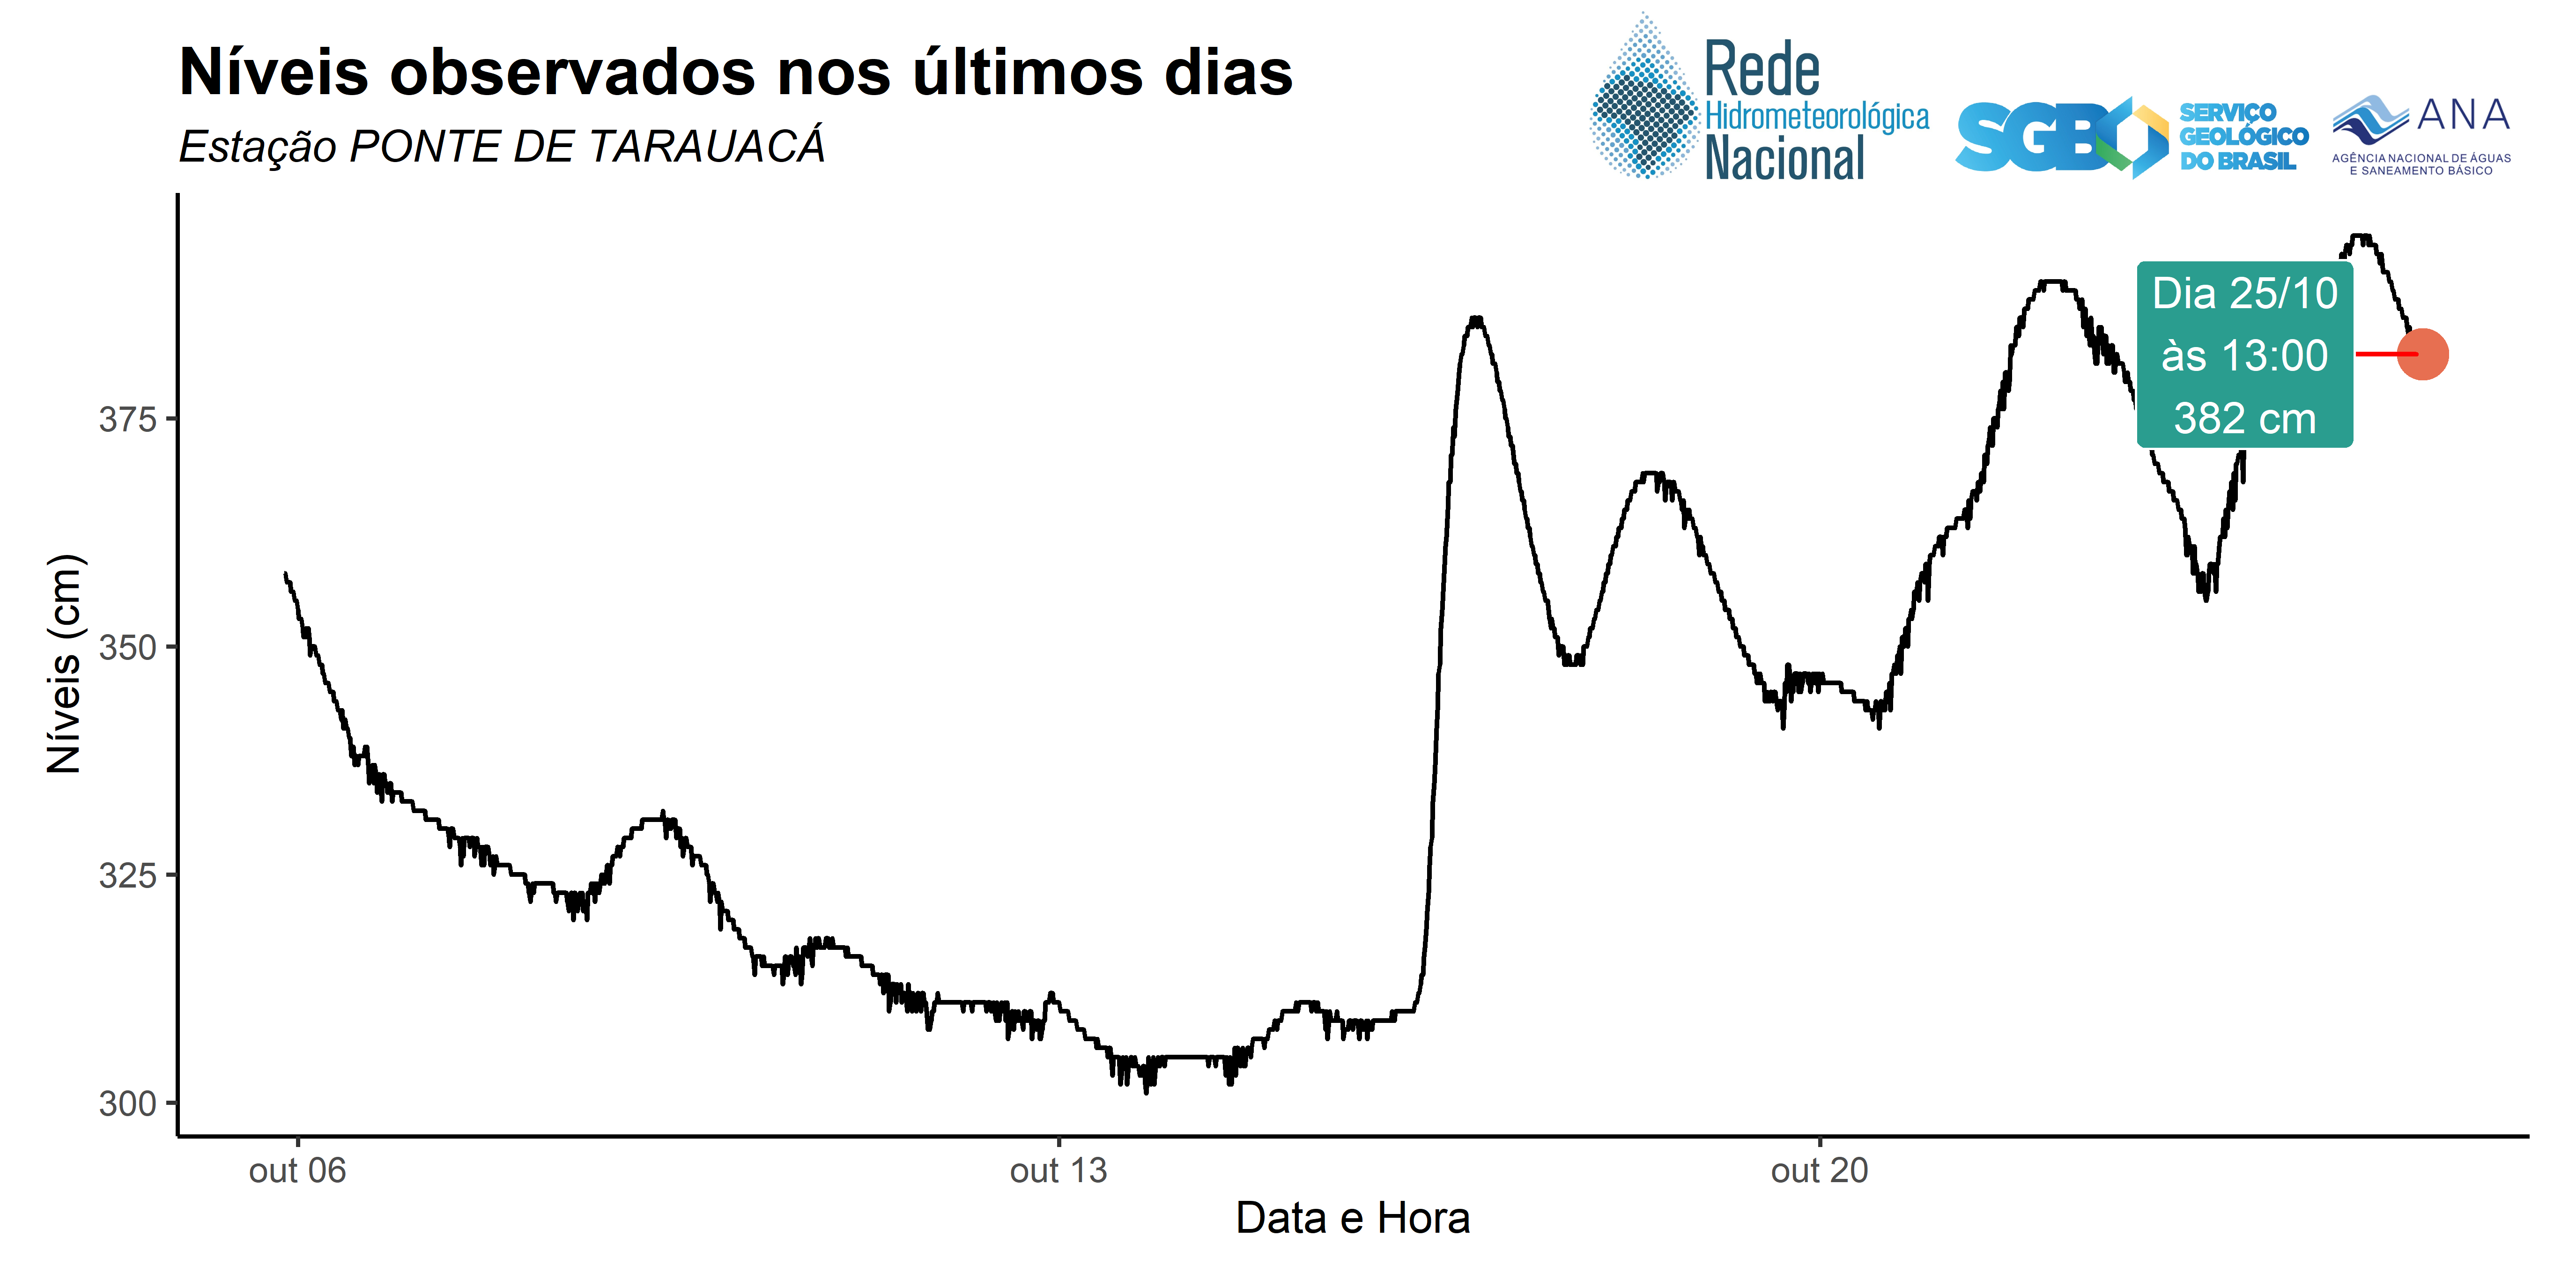 Níveis observados nos últimos dias
Estação PONTE DE TARAUACÁ
Rede
Hidrometeorológica
Nacional
SGB
SERVIÇO
GEOLÓGICO
DO BRASIL
ANA
AGÊNCIA NACIONAL DE ÁGUAS
E SANEAMENTO BÁSICO
Dia 25/10
às 13:00
382 cm
Níveis (cm)
375
350
325
300
out 06
out 13
out 20
Data e Hora